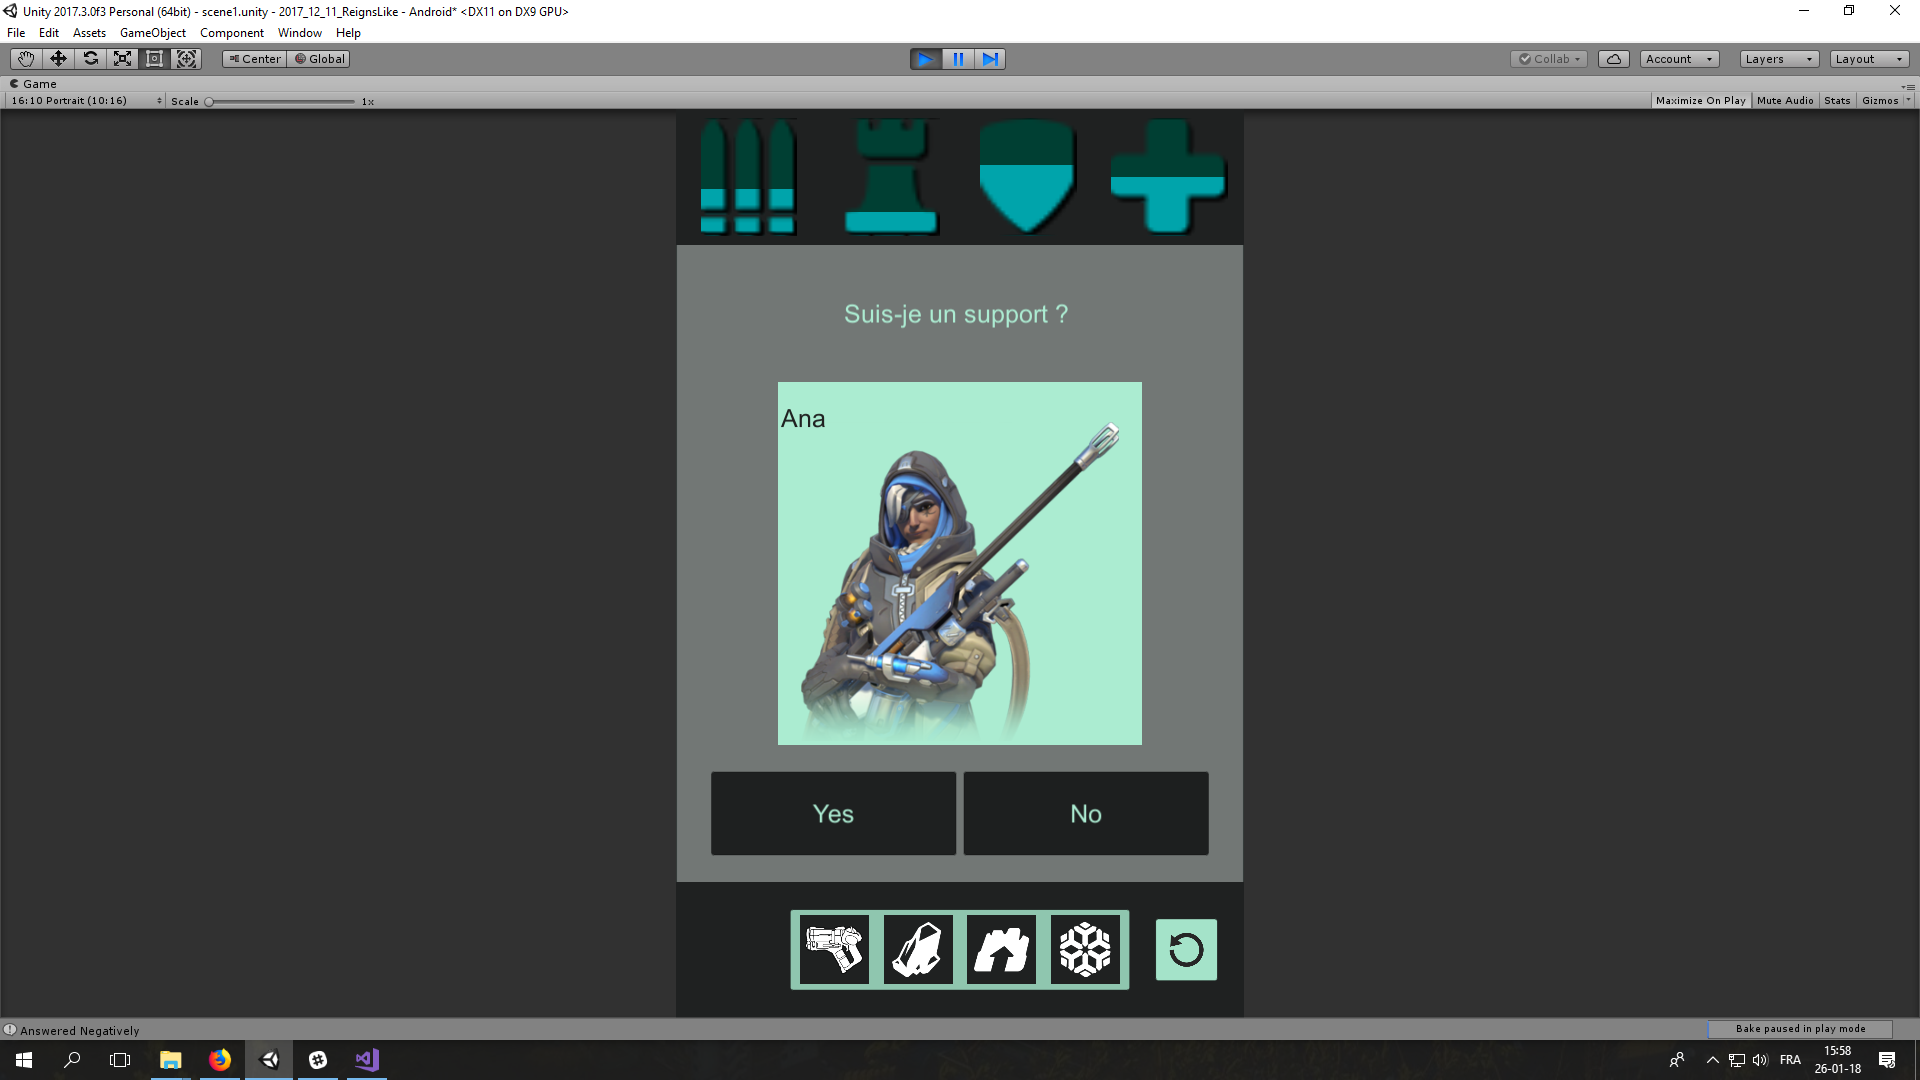 Unity 2017.3.0f3 Personal (64bit) - scene1.unity - 2017_12_11_ReignsLike - Android* <DX11 on DX9 GPU>
File Edit Assets GameObject Component Window Help
Center Global Collab Account Layers Layout
Game
16:10 Portrait (10:16) Scale 1x Maximize On Play Mute Audio Stats Gizmos
Suis-je un support ?
Ana
Yes No
Answered Negatively Bake paused in play mode
FRA 15:58
26-01-18